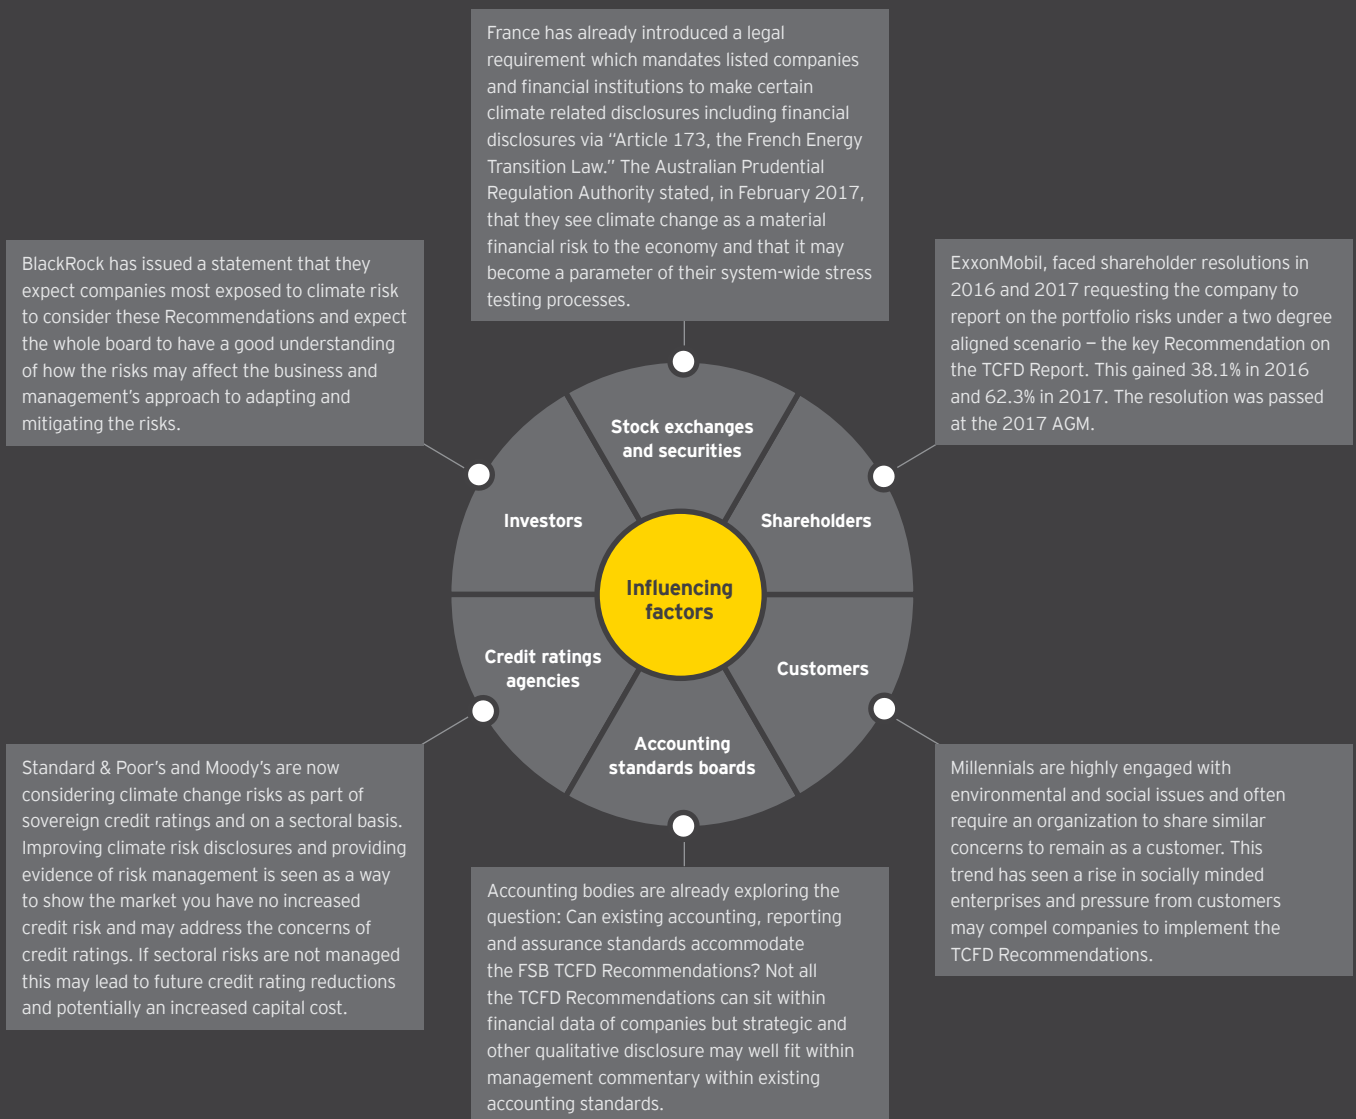 France has already introduced a legal
requirement which mandates listed companies
and financial institutions to make certain
climate related disclosures including financial
disclosures via “Article 173, the French Energy
Transition Law.” The Australian Prudential
Regulation Authority stated, in February 2017,
that they see climate change as a material
financial risk to the economy and that it may
become a parameter of their system-wide stress
testing processes.
BlackRock has issued a statement that they
expect companies most exposed to climate risk
to consider these Recommendations and expect
the whole board to have a good understanding
of how the risks may affect the business and
management’s approach to adapting and
mitigating the risks.
ExxonMobil, faced shareholder resolutions in
2016 and 2017 requesting the company to
report on the portfolio risks under a two degree
aligned scenario – the key Recommendation on
the TCFD Report. This gained 38.1% in 2016
and 62.3% in 2017. The resolution was passed
at the 2017 AGM.
Stock exchanges
and securities
Investors
Shareholders
Influencing
factors
Credit ratings
agencies
Customers
Accounting
standards boards
Standard & Poor’s and Moody’s are now
considering climate change risks as part of
sovereign credit ratings and on a sectoral basis.
Improving climate risk disclosures and providing
evidence of risk management is seen as a way
to show the market you have no increased
credit risk and may address the concerns of
credit ratings. If sectoral risks are not managed
this may lead to future credit rating reductions
and potentially an increased capital cost.
Millennials are highly engaged with
environmental and social issues and often
require an organization to share similar
concerns to remain as a customer. This
trend has seen a rise in socially minded
enterprises and pressure from customers
may compel companies to implement the
TCFD Recommendations.
Accounting bodies are already exploring the
question: Can existing accounting, reporting
and assurance standards accommodate
the FSB TCFD Recommendations? Not all
the TCFD Recommendations can sit within
financial data of companies but strategic and
other qualitative disclosure may well fit within
management commentary within existing
accounting standards.